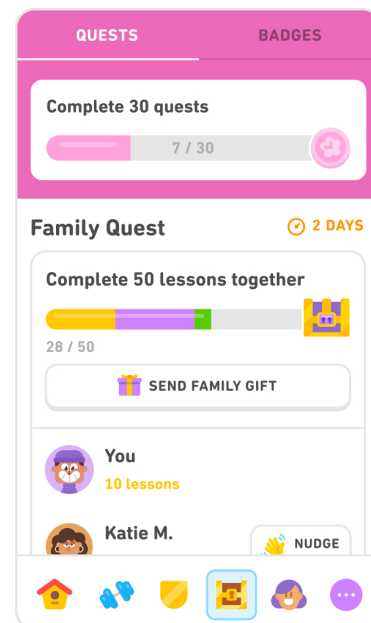 QUESTS BADGES
Complete 30 quests
7 / 30
Family Quest 2 DAYS
Complete 50 lessons together
28 / 50
SEND FAMILY GIFT
You
10 lessons
Katie M.
NUDGE